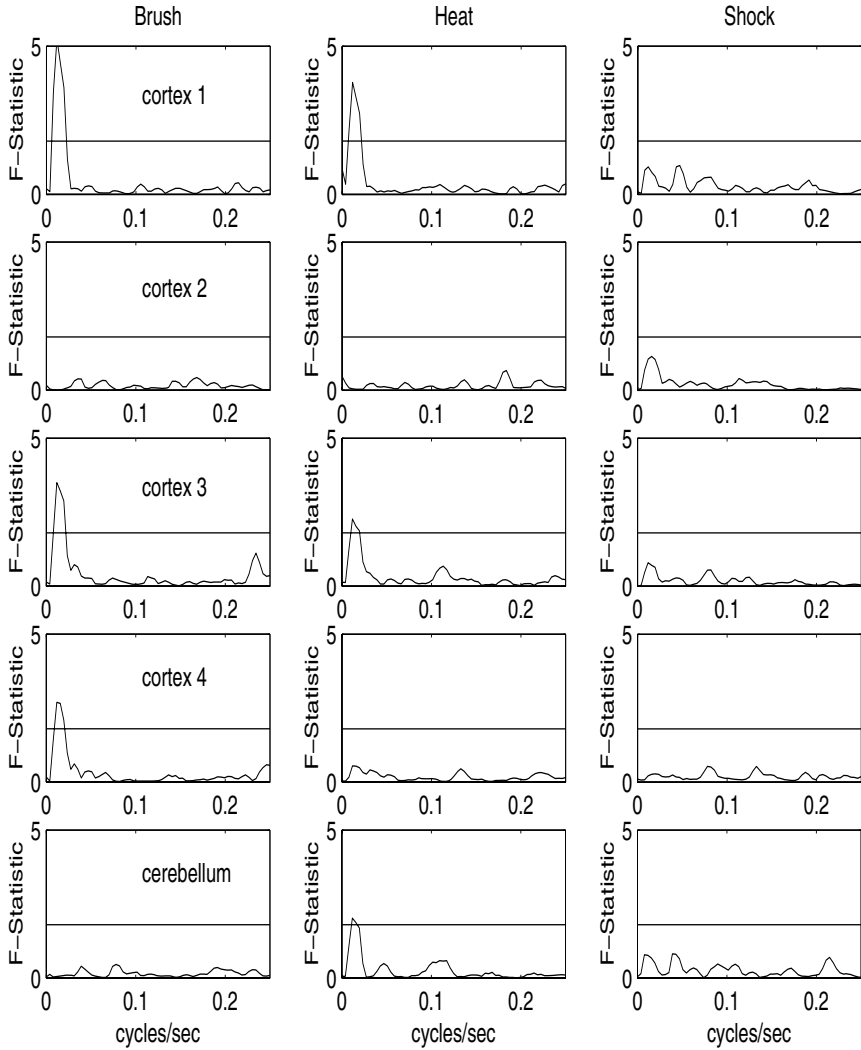 Brush Heat Shock
5 5 5
F-Statistic F-Statistic F-Statistic
cortex 1
0 0 0
0 0.1 0.2 0 0.1 0.2 0 0.1 0.2
5 5 5
F-Statistic F-Statistic F-Statistic
cortex 2
0 0 0
0 0.1 0.2 0 0.1 0.2 0 0.1 0.2
5 5 5
F-Statistic F-Statistic F-Statistic
cortex 3
0 0 0
0 0.1 0.2 0 0.1 0.2 0 0.1 0.2
5 5 5
F-Statistic F-Statistic F-Statistic
cortex 4
0 0 0
0 0.1 0.2 0 0.1 0.2 0 0.1 0.2
5 5 5
F-Statistic F-Statistic F-Statistic
cerebellum
0 0 0
0 0.1 0.2 0 0.1 0.2 0 0.1 0.2
cycles/sec cycles/sec cycles/sec